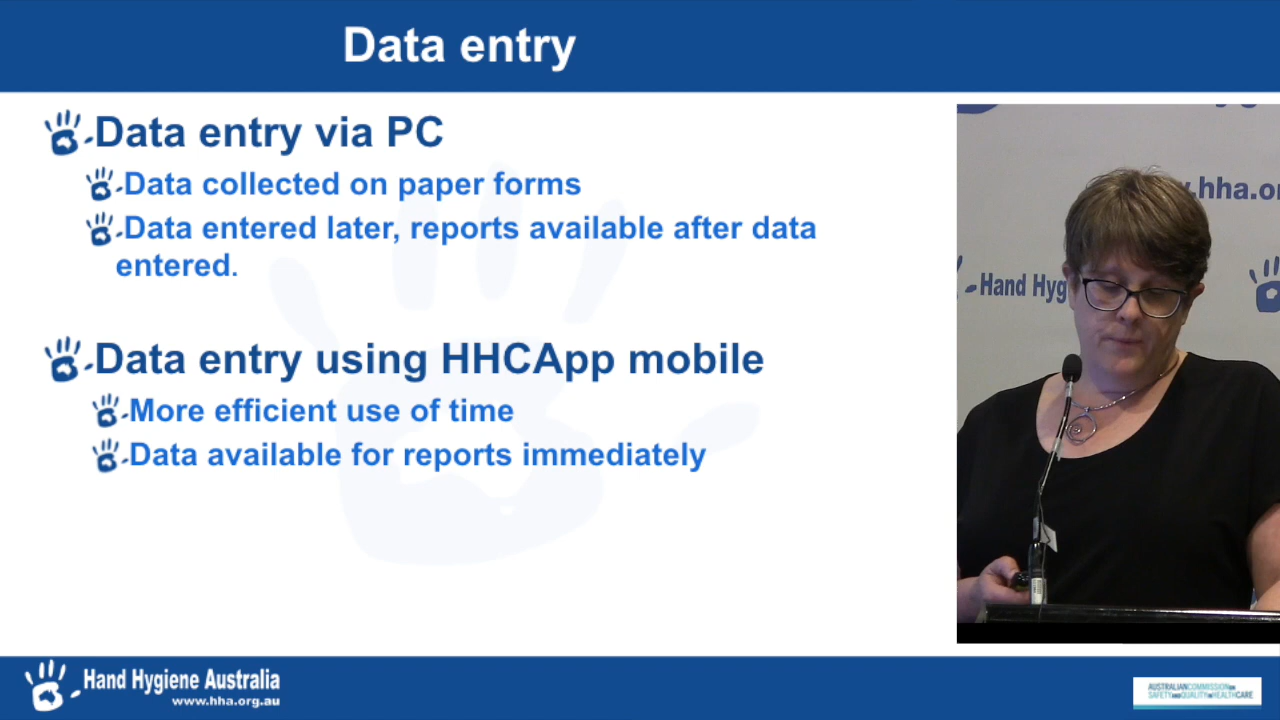 Data entry
Data entry via PC
Data collected on paper forms
Data entered later, reports available after data
entered.
Data entry using HHCApp mobile
More efficient use of time
Data available for reports immediately
.hha.or
Hand Hyg
Hand Hygiene Australia
www.hha.org.au
AUSTRALIAN COMMISSION ON
SAFETY AND QUALITY IN HEALTH CARE